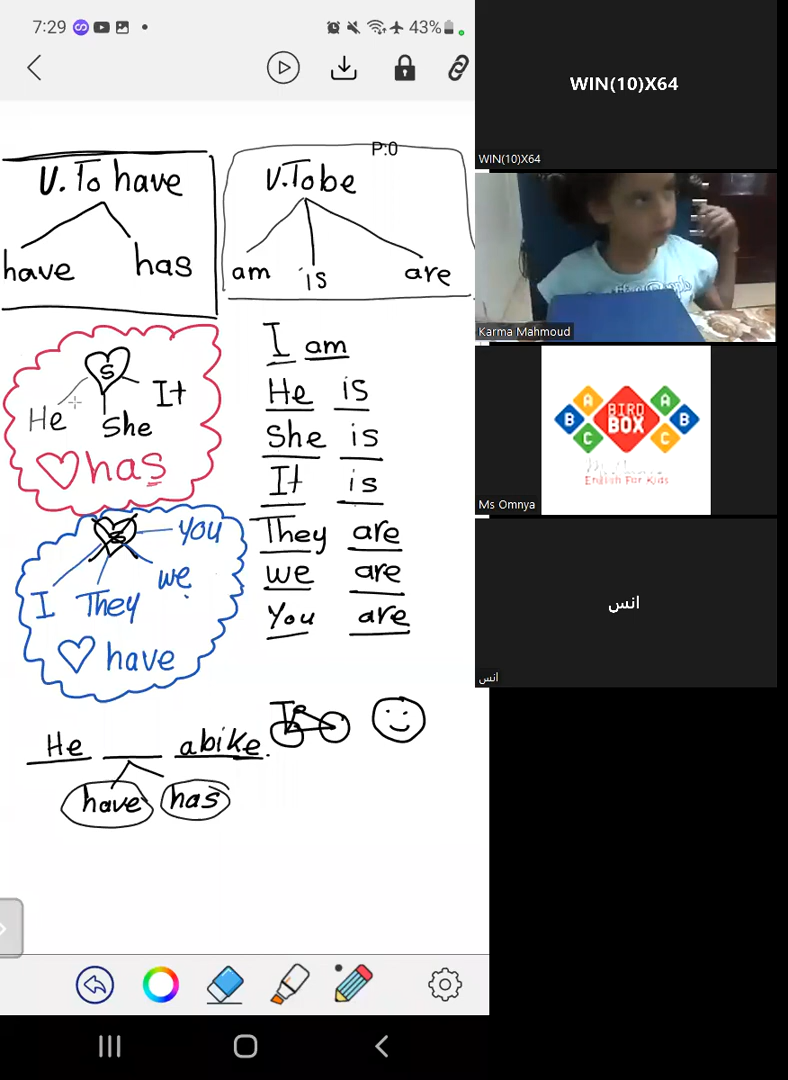 7:29
43%
P:0
V. To have
have has
V. To be
am is are
S
He She It
has
S
I They we You
have
I am
He is
She is
It is
They are
we are
You are
He ___ a bike.
have has
WIN(10)X64
WIN(10)X64
Karma Mahmoud
A B C
BIRD BOX
A B C
English For Kids
Ms Omnya
انس
انس